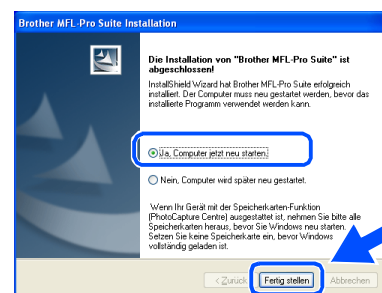 Brother MFL-Pro Suite Installation
Die Installation von "Brother MFL-Pro Suite" ist
abgeschlossen!
InstallShield Wizard hat Brother MFL-Pro Suite erfolgreich
installiert. Der Computer muss neu gestartet werden, bevor das
installierte Programm verwendet werden kann.
Ja, Computer jetzt neu starten.
Nein, Computer wird später neu gestartet.
Wenn Ihr Gerät mit der Speicherkarten-Funktion
(PhotoCapture Centre) ausgestattet ist, nehmen Sie bitte alle
Speicherkarten heraus, bevor Sie Windows neu starten.
Setzen Sie keine Speicherkarte ein, bevor Windows
vollständig geladen ist.
< Zurück Fertig stellen Abbrechen